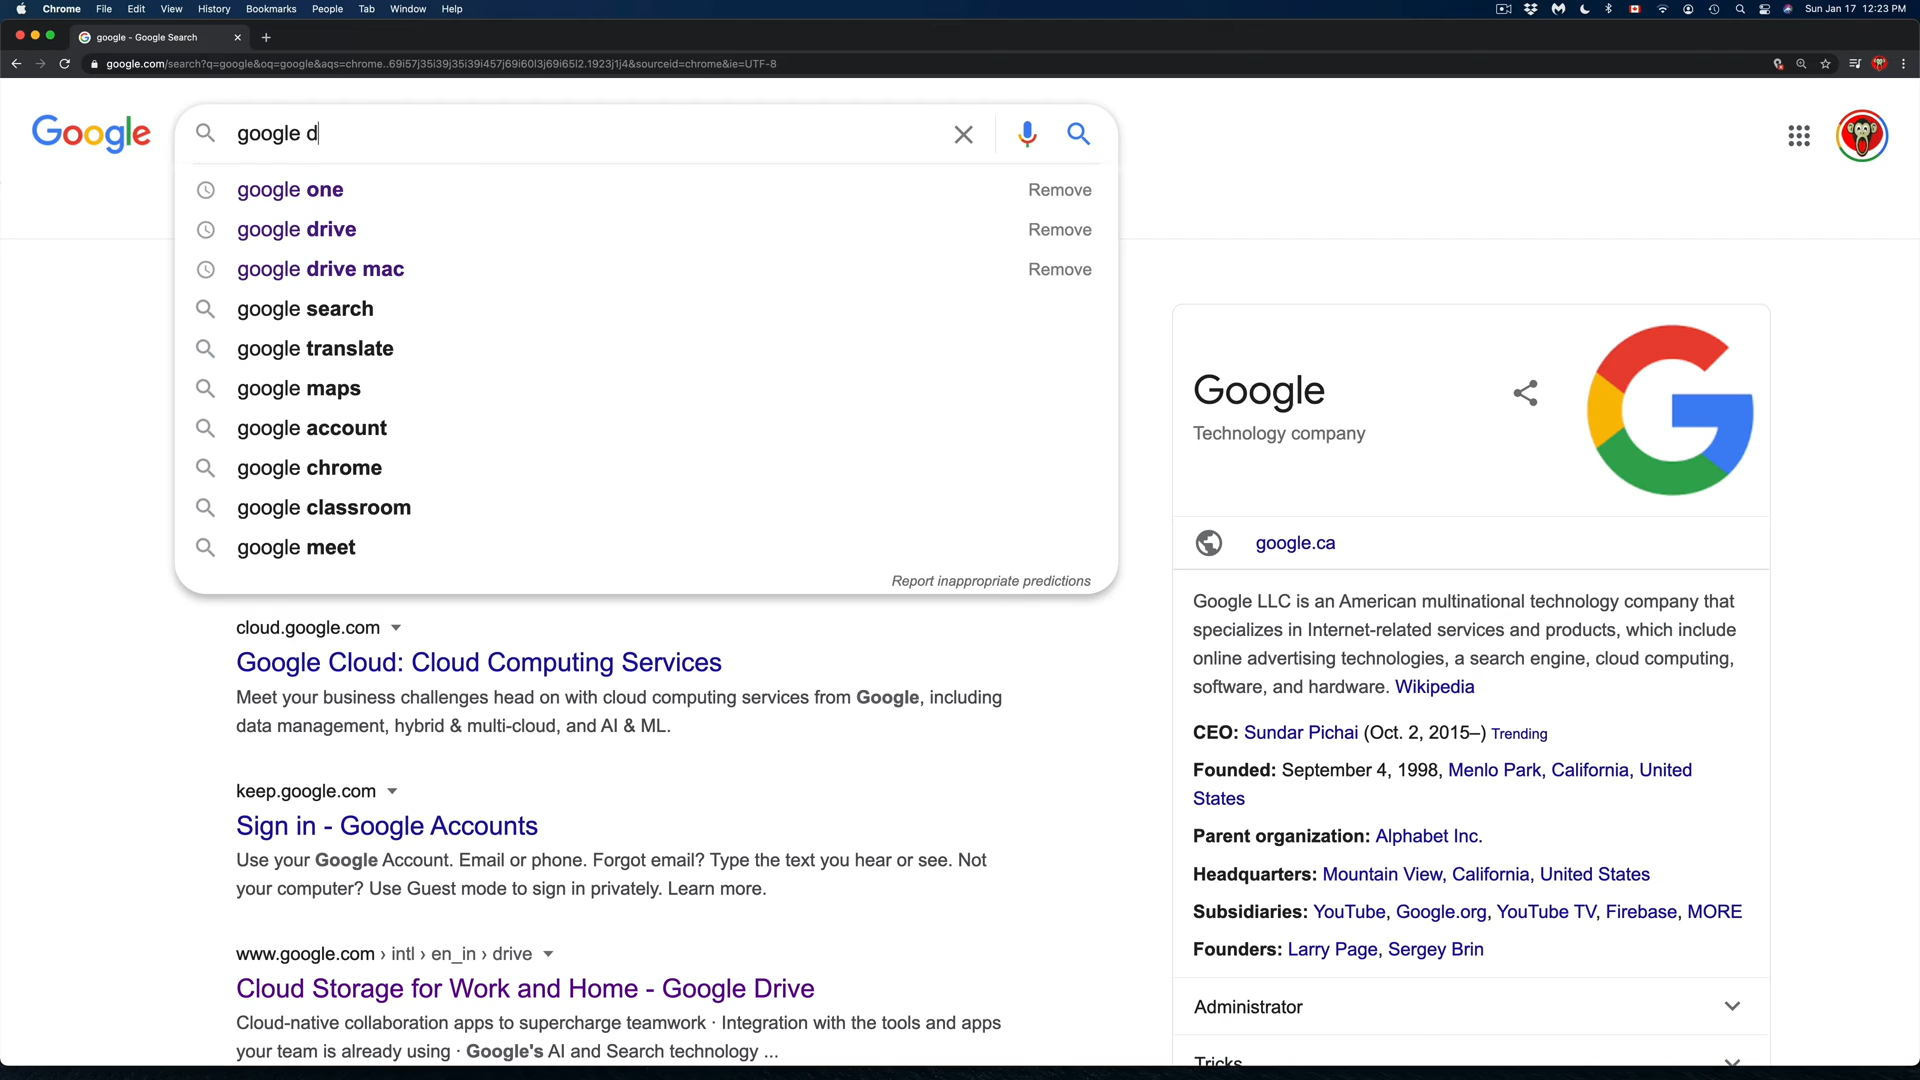 Chrome File Edit View History Bookmarks People Tab Window Help
Sun Jan 17 12:23 PM
google - Google Search
google.com/search?q=google&oq=google&aqs=chrome..69i57j35i39j35i39i457j69i60l3j69i65l2.1923j1j4&sourceid=chrome&ie=UTF-8
Google
google d
google one Remove
google drive Remove
google drive mac Remove
google search
google translate
google maps
google account
google chrome
google classroom
google meet
Report inappropriate predictions
cloud.google.com
Google Cloud: Cloud Computing Services
Meet your business challenges head on with cloud computing services from Google, including
data management, hybrid & multi-cloud, and AI & ML.
keep.google.com
Sign in - Google Accounts
Use your Google Account. Email or phone. Forgot email? Type the text you hear or see. Not
your computer? Use Guest mode to sign in privately. Learn more.
www.google.com › intl › en_in › drive
Cloud Storage for Work and Home - Google Drive
Cloud-native collaboration apps to supercharge teamwork · Integration with the tools and apps
your team is already using · Google's AI and Search technology ...
Google
Technology company
google.ca
Google LLC is an American multinational technology company that
specializes in Internet-related services and products, which include
online advertising technologies, a search engine, cloud computing,
software, and hardware. Wikipedia
CEO: Sundar Pichai (Oct. 2, 2015–) Trending
Founded: September 4, 1998, Menlo Park, California, United
States
Parent organization: Alphabet Inc.
Headquarters: Mountain View, California, United States
Subsidiaries: YouTube, Google.org, YouTube TV, Firebase, MORE
Founders: Larry Page, Sergey Brin
Administrator
Tricks